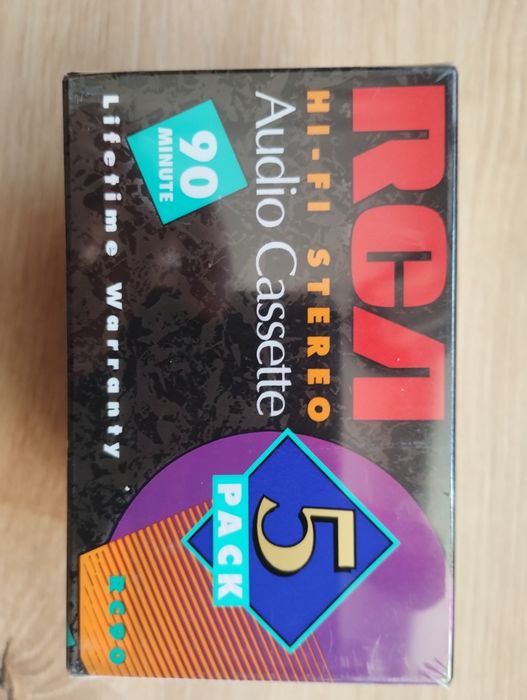 RCA
HI-FI STEREO
Audio Cassette
90
MINUTE
Lifetime Warranty
5
PACK
RC90